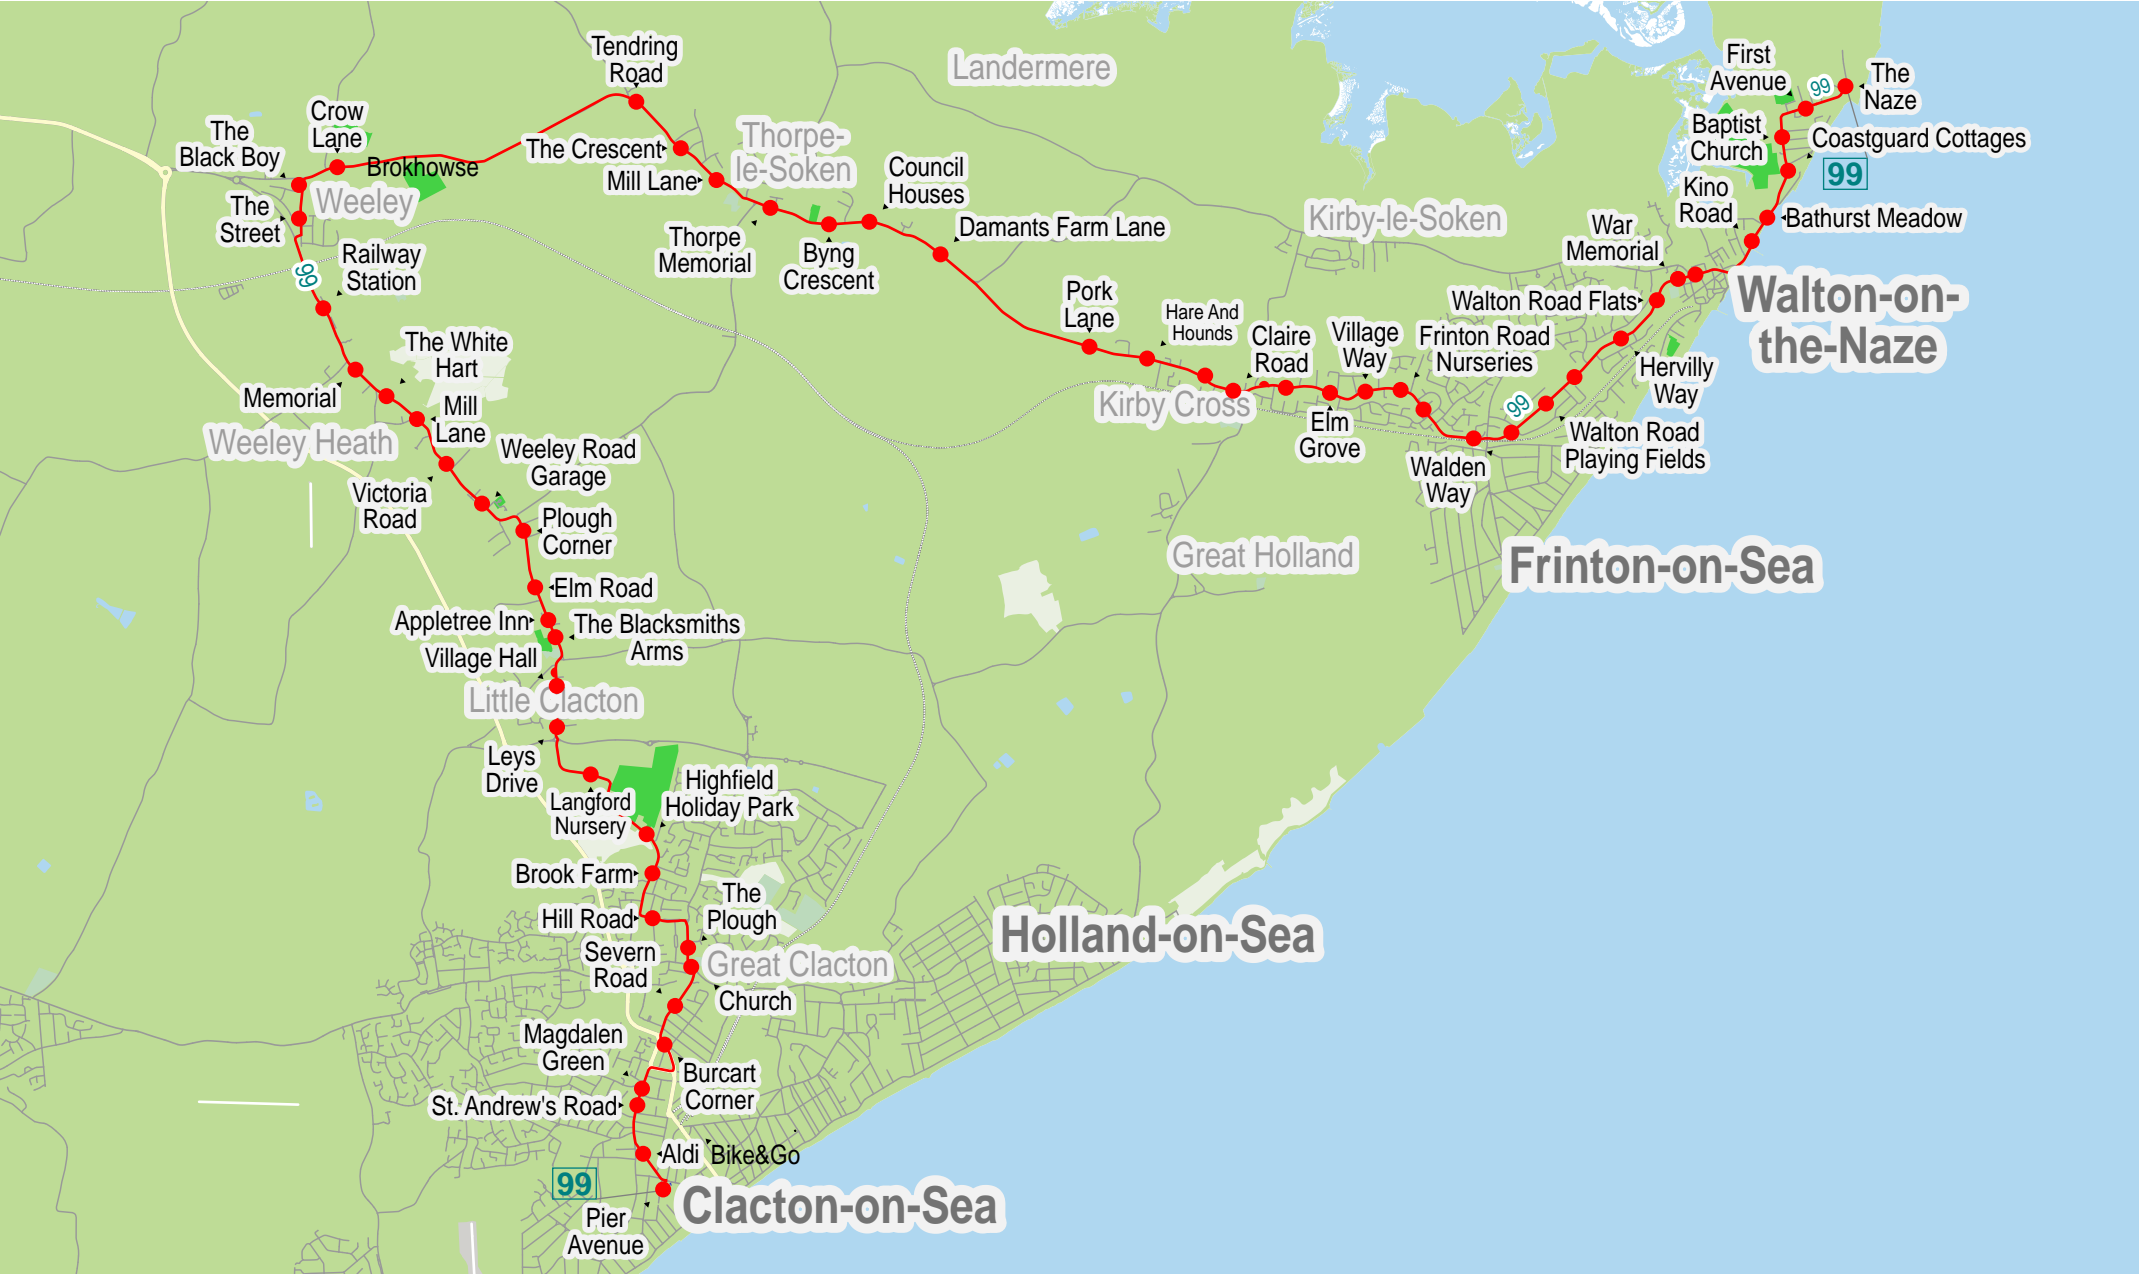 Tendring
Road
Landermere
First
Avenue
99
The
Naze
Crow
Lane
The
Black Boy
Brokhowse
The Crescent
Thorpe-
le-Soken
Mill Lane
Council
Houses
Baptist
Church
Coastguard Cottages
99
Weeley
The
Street
Thorpe
Memorial
Byng
Crescent
Damants Farm Lane
Kirby-le-Soken
Kino
Road
Bathurst Meadow
War
Memorial
99
Railway
Station
Pork
Lane
Hare And
Hounds
Claire
Road
Village
Way
Frinton Road
Nurseries
Walton Road Flats
Walton-on-
the-Naze
The White
Hart
Memorial
Mill
Lane
Kirby Cross
Elm
Grove
99
Hervilly
Way
Weeley Heath
Weeley Road
Garage
Walden
Way
Walton Road
Playing Fields
Victoria
Road
Plough
Corner
Great Holland
Frinton-on-Sea
Elm Road
Appletree Inn
The Blacksmiths
Arms
Village Hall
Little Clacton
Leys
Drive
Langford
Nursery
Highfield
Holiday Park
Brook Farm
The
Plough
Hill Road
Holland-on-Sea
Severn
Road
Great Clacton
Church
Magdalen
Green
Burcart
Corner
St. Andrew's Road
Aldi
Bike&Go
99
Clacton-on-Sea
Pier
Avenue